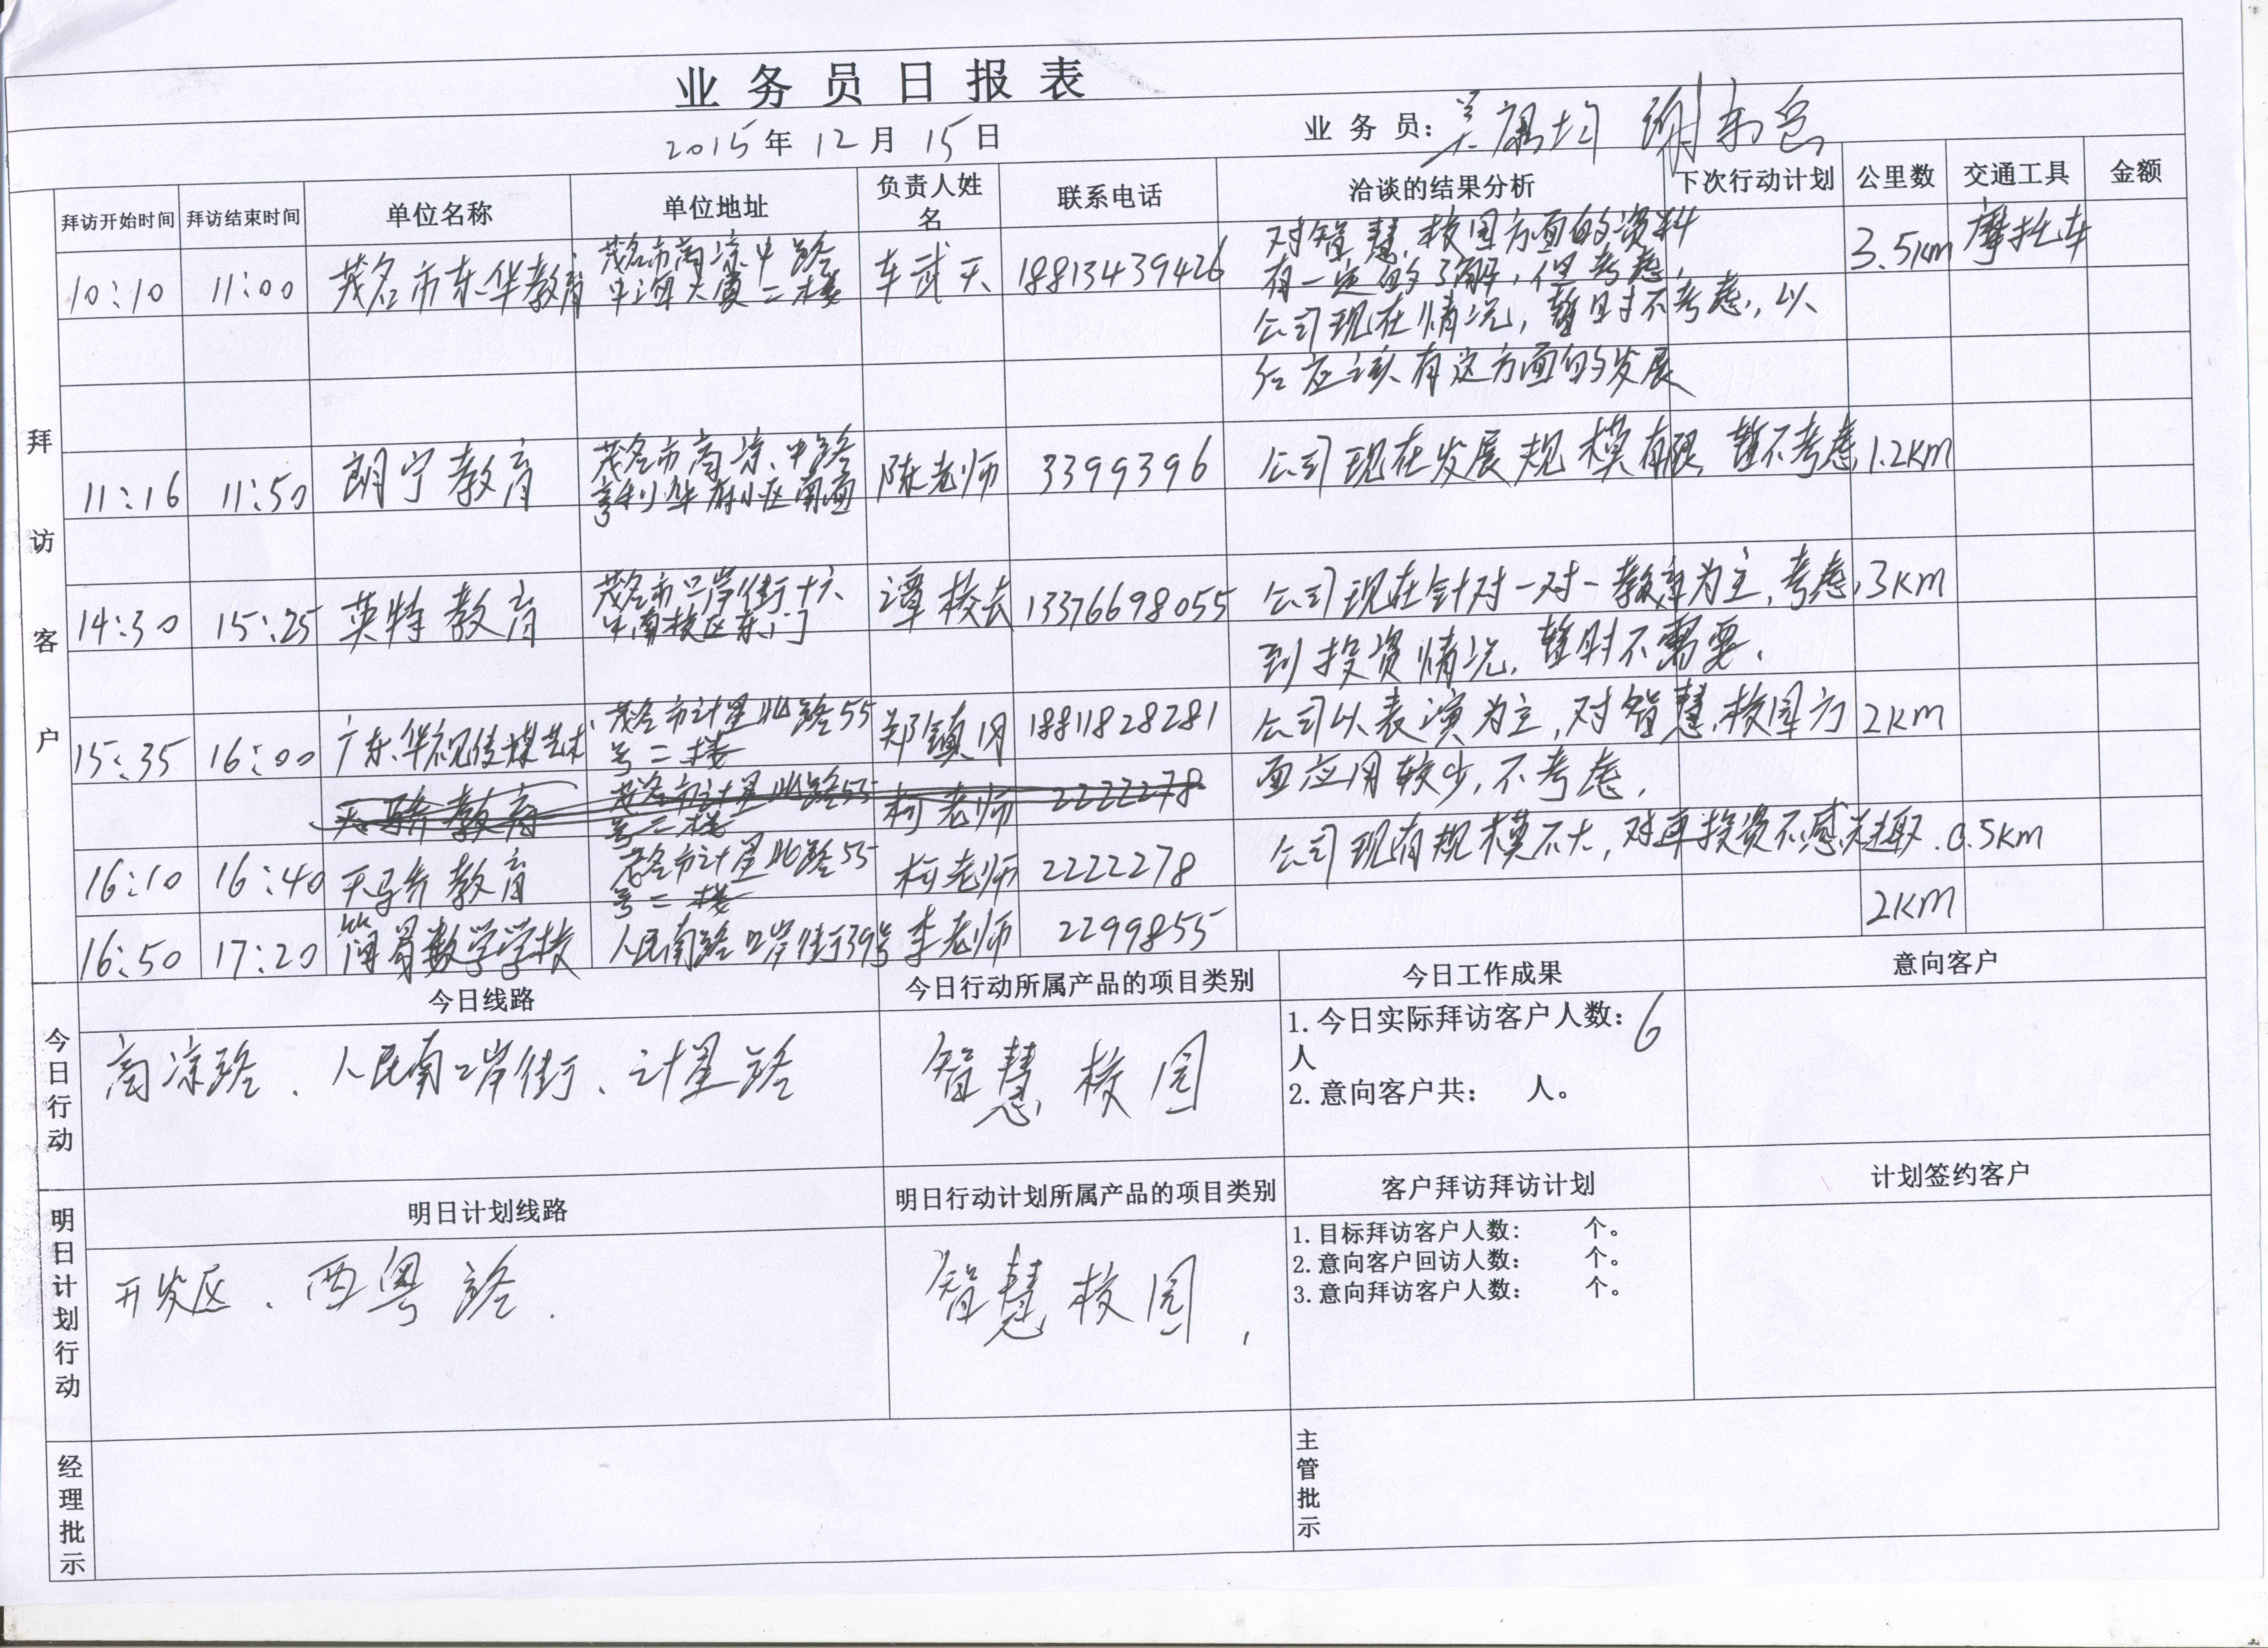 业务员日报表
2015年12月15日
业务员：
拜访开始时间 拜访结束时间 单位名称 单位地址 负责人姓名 联系电话 洽谈的结果分析 下次行动计划 公里数 交通工具 金额
拜访客户
10:10 11:00 茂名市东华教育 茂名市高凉中路中海大厦二楼 车武天 18813439426 3.5km 摩托车
对智慧校园方面的资料
有一定的了解，但考虑
公司现在情况，暂时不考虑，以
后应该有这方面的发展
11:16 11:50 朗宁教育 茂名市高凉中路亨利华府小区南面 陈老师 3399396 公司现在发展规模有限，暂不考虑 1.2km
14:30 15:25 英特教育 茂名市口岸街十六中南校区东门 谭校长 13376698055 公司现在针对一对一教育为主，考虑 3km
到投资情况，暂时不需要。
15:35 16:00 广东华视传媒艺术 茂名市计星北路55号二楼 郑镇 18811828281 公司以表演为主，对智慧校园方 2km
面应用较少，不考虑。
天骄教育 茂名市计星北路55号二楼 柯老师 2222278
16:10 16:40 天骄教育 茂名市计星北路55号二楼 柯老师 2222278 公司现有规模不大，对再投资不感兴趣. 0.5km
16:50 17:20 简易数学学校 人民南路口岸街39号 李老师 2299855 2km
今日行动
今日线路 今日行动所属产品的项目类别 今日工作成果 意向客户
高凉路、人民南口岸街、计星路 智慧校园
1.今日实际拜访客户人数：6
人
2.意向客户共： 人。
明日计划行动
明日计划线路 明日行动计划所属产品的项目类别 客户拜访拜访计划 计划签约客户
开发区、西粤路. 智慧校园，
1.目标拜访客户人数： 个。
2.意向客户回访人数： 个。
3.意向拜访客户人数： 个。
经理批示
主管批示